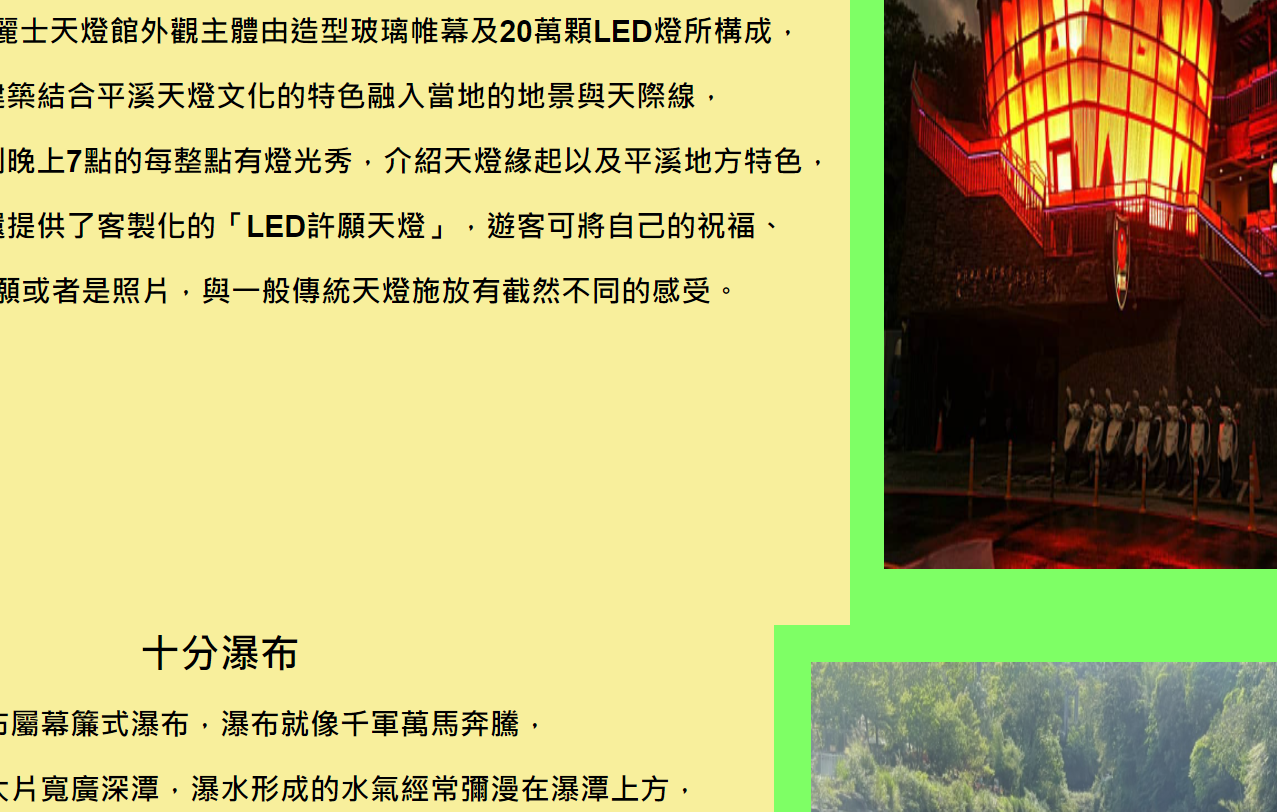 麗士天燈館外觀主體由造型玻璃帷幕及20萬顆LED燈所構成，
建築結合平溪天燈文化的特色融入當地的地景與天際線，
到晚上7點的每整點有燈光秀，介紹天燈緣起以及平溪地方特色，
還提供了客製化的「LED許願天燈」，遊客可將自己的祝福、
願或者是照片，與一般傳統天燈施放有截然不同的感受。
十分瀑布
布屬幕簾式瀑布，瀑布就像千軍萬馬奔騰，
大片寬廣深潭，瀑水形成的水氣經常彌漫在瀑潭上方，